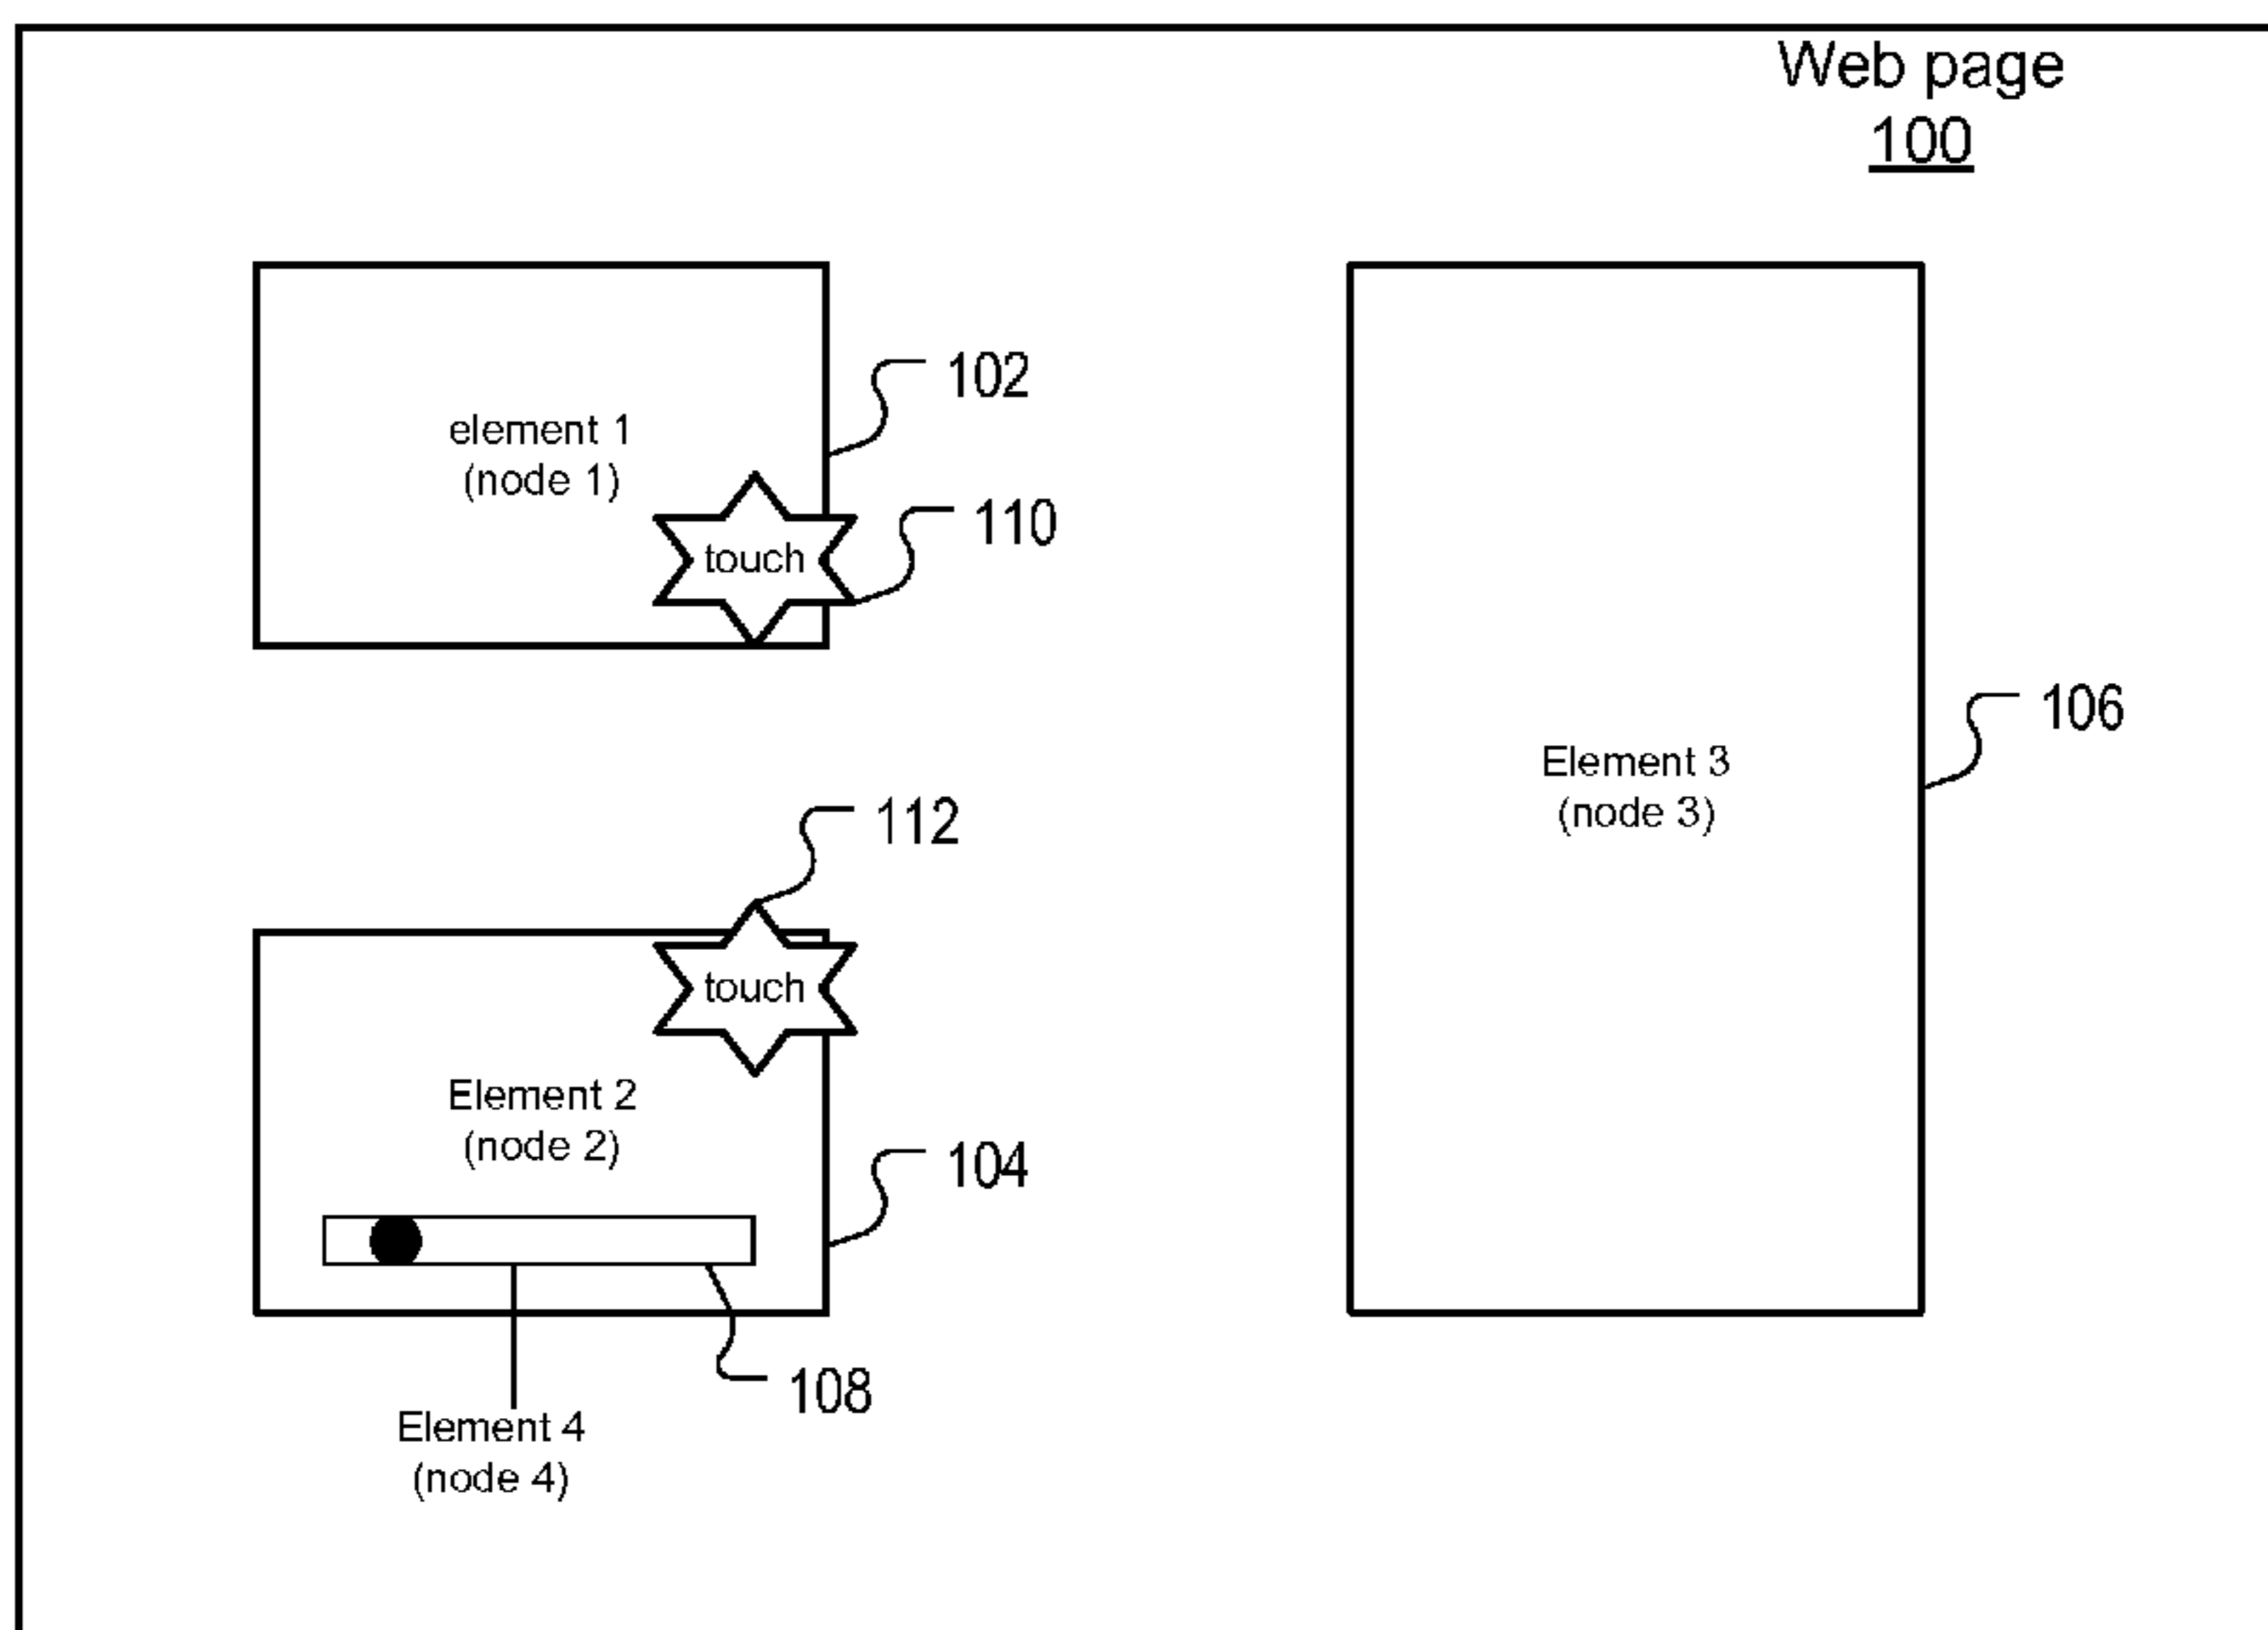 Web page
100
102
element 1
(node 1)
110
touch
106
Element 3
(node 3)
112
touch
Element 2
(node 2)
104
108
Element 4
(node 4)